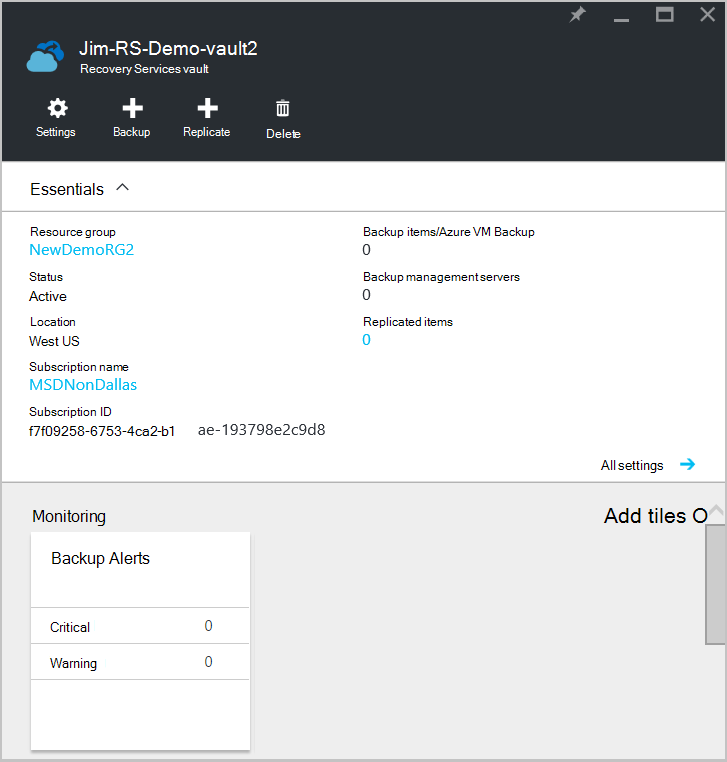 Jim-RS-Demo-vault2
Recovery Services vault
Settings
Backup
Replicate
Delete
Essentials
Resource group
NewDemoRG2
Status
Active
Location
West US
Subscription name
MSDNonDallas
Subscription ID
f7f09258-6753-4ca2-b1 ae-193798e2c9d8
Backup items/Azure VM Backup
0
Backup management servers
0
Replicated items
0
All settings
Monitoring
Add tiles O
Backup Alerts
Critical 0
Warning 0